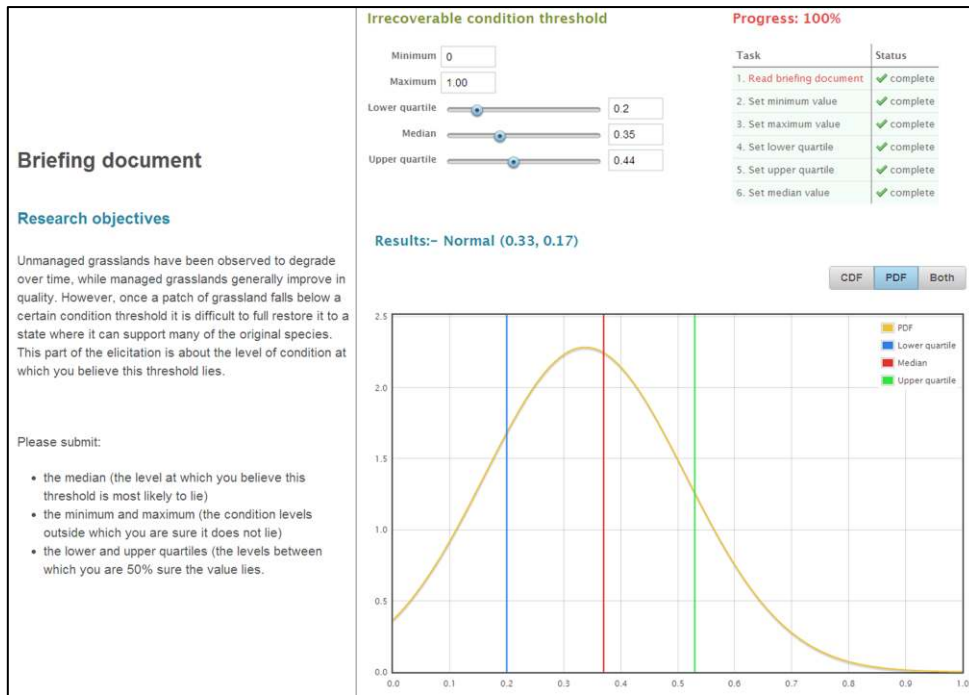 Briefing document
Research objectives
Unmanaged grasslands have been observed to degrade
over time, while managed grasslands generally improve in
quality. However, once a patch of grassland falls below a
certain condition threshold it is difficult to full restore it to a
state where it can support many of the original species.
This part of the elicitation is about the level of condition at
which you believe this threshold lies.
Please submit:
• the median (the level at which you believe this
threshold is most likely to lie)
• the minimum and maximum (the condition levels
outside which you are sure it does not lie)
• the lower and upper quartiles (the levels between
which you are 50% sure the value lies.
Irrecoverable condition threshold
Minimum 0
Maximum 1.00
Lower quartile 0.2
Median 0.35
Upper quartile 0.44
Progress: 100%
Task Status
1. Read briefing document complete
2. Set minimum value complete
3. Set maximum value complete
4. Set lower quartile complete
5. Set upper quartile complete
6. Set median value complete
Results:- Normal (0.33, 0.17)
CDF PDF Both
PDF
Lower quartile
Median
Upper quartile
2.5
2.0
1.5
1.0
0.5
0.0
0.0 0.1 0.2 0.3 0.4 0.5 0.6 0.7 0.8 0.9 1.0